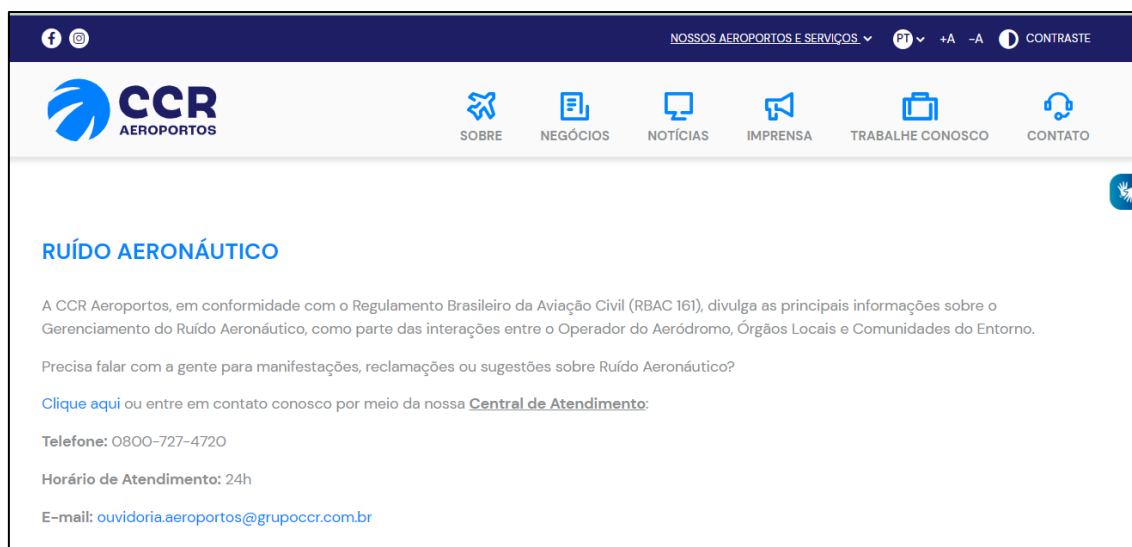 NOSSOS AEROPORTOS E SERVIÇOS PT +A -A CONTRASTE
CCR
AEROPORTOS
SOBRE NEGÓCIOS NOTÍCIAS IMPRENSA TRABALHE CONOSCO CONTATO
RUÍDO AERONÁUTICO
A CCR Aeroportos, em conformidade com o Regulamento Brasileiro da Aviação Civil (RBAC 161), divulga as principais informações sobre o
Gerenciamento do Ruído Aeronáutico, como parte das interações entre o Operador do Aeródromo, Órgãos Locais e Comunidades do Entorno.
Precisa falar com a gente para manifestações, reclamações ou sugestões sobre Ruído Aeronáutico?
Clique aqui ou entre em contato conosco por meio da nossa Central de Atendimento:
Telefone: 0800-727-4720
Horário de Atendimento: 24h
E-mail: ouvidoria.aeroportos@grupoccr.com.br